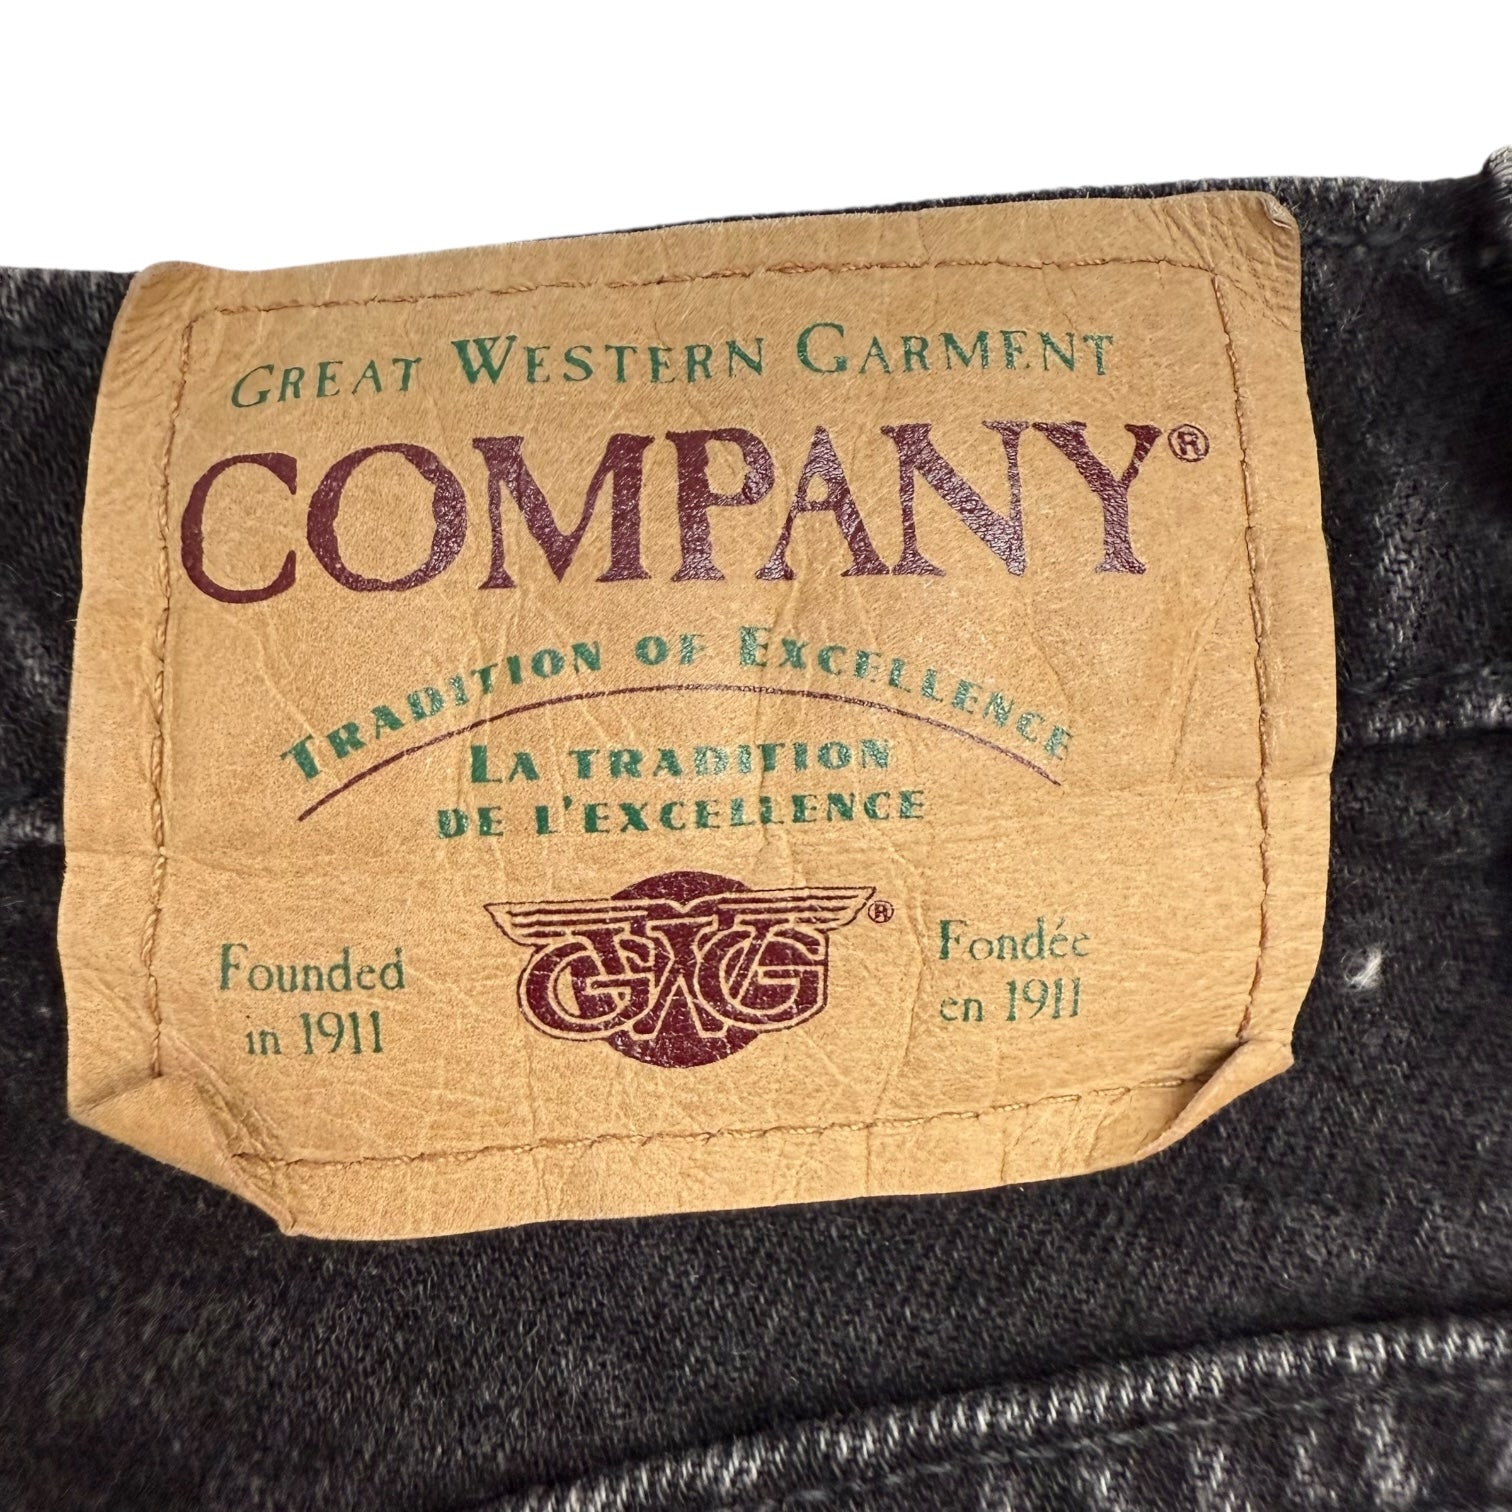 GREAT WESTERN GARMENT
COMPANY®
TRADITION OF EXCELLENCE
LA TRADITION
DE L'EXCELLENCE
GWG®
Founded
in 1911
Fondée
en 1911